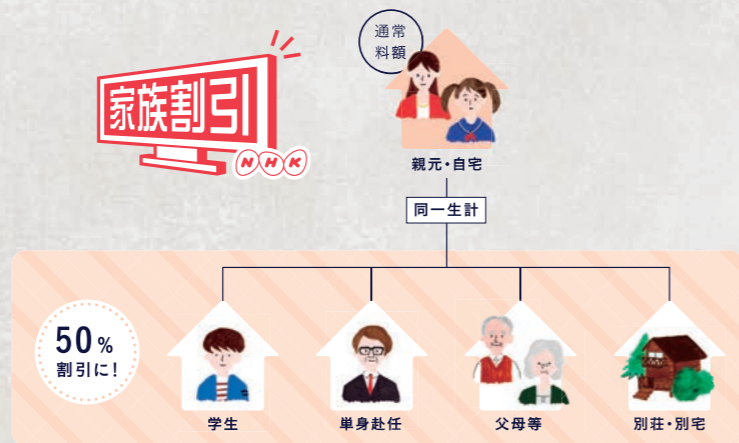 通常
料額
家族割引
NHK
親元・自宅
同一生計
50%
割引に!
学生
単身赴任
父母等
別荘・別宅